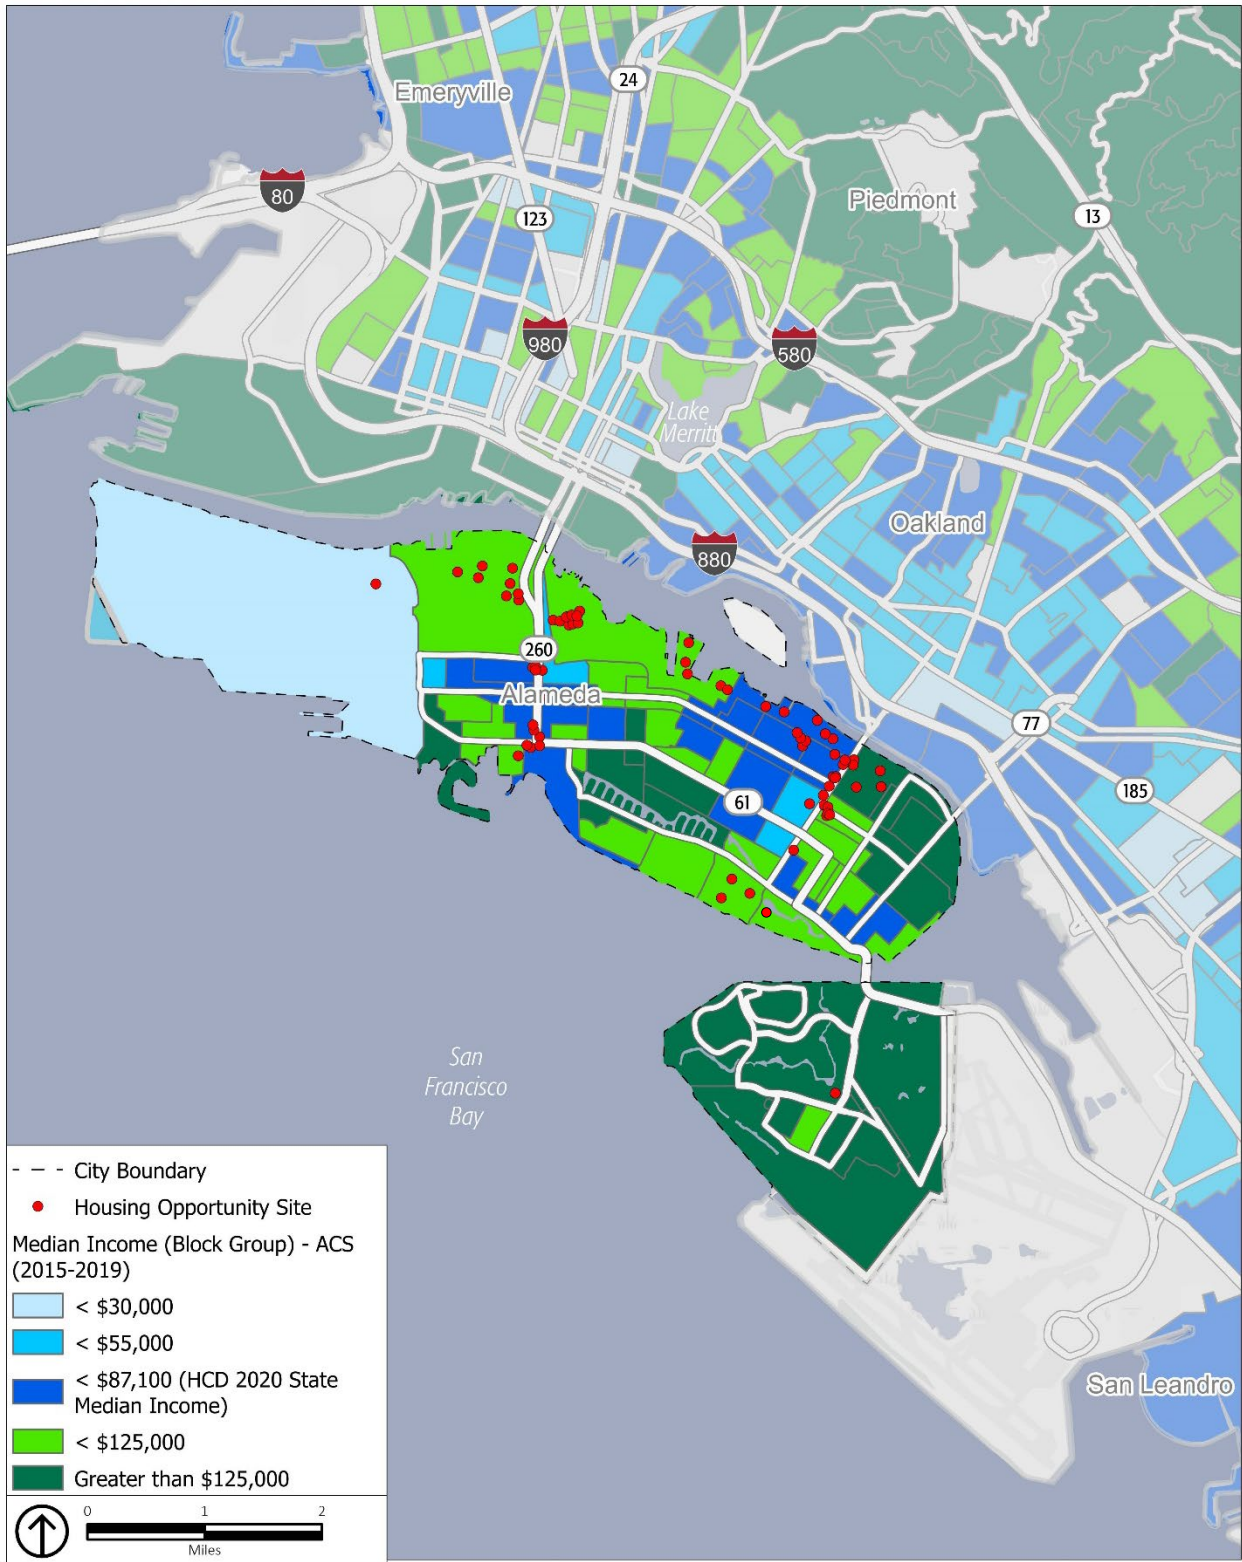 Emeryville
24
80
123
Piedmont
13
980
580
Lake
Merritt
Oakland
880
260
Alameda
77
185
61
San
Francisco
Bay
San Leandro
City Boundary
Housing Opportunity Site
Median Income (Block Group) - ACS
(2015-2019)
< $30,000
< $55,000
< $87,100 (HCD 2020 State
Median Income)
< $125,000
Greater than $125,000
0 1 2
Miles